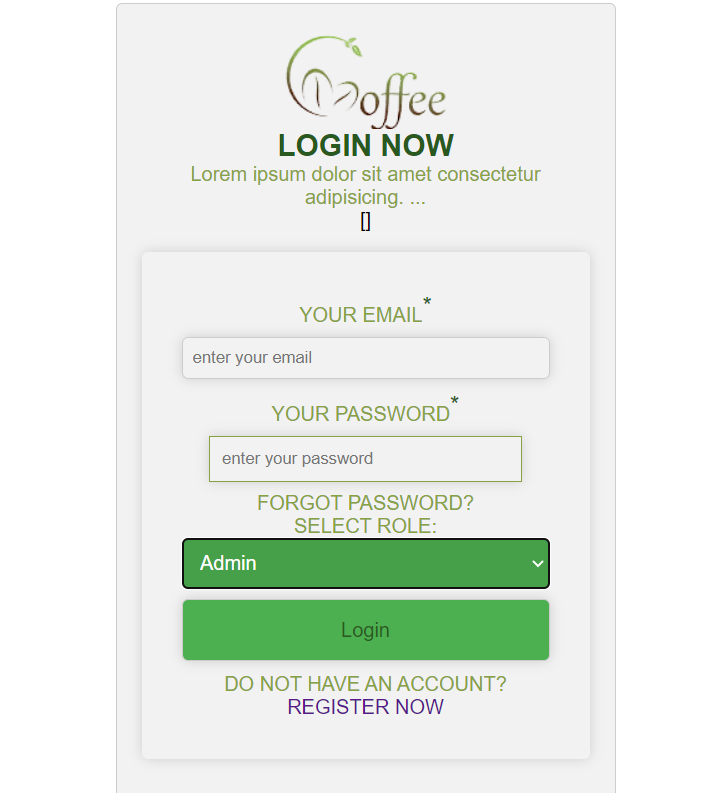 Coffee
LOGIN NOW
Lorem ipsum dolor sit amet consectetur
adipisicing. ...
[]
YOUR EMAIL*
enter your email
YOUR PASSWORD*
enter your password
FORGOT PASSWORD?
SELECT ROLE:
Admin
Login
DO NOT HAVE AN ACCOUNT?
REGISTER NOW